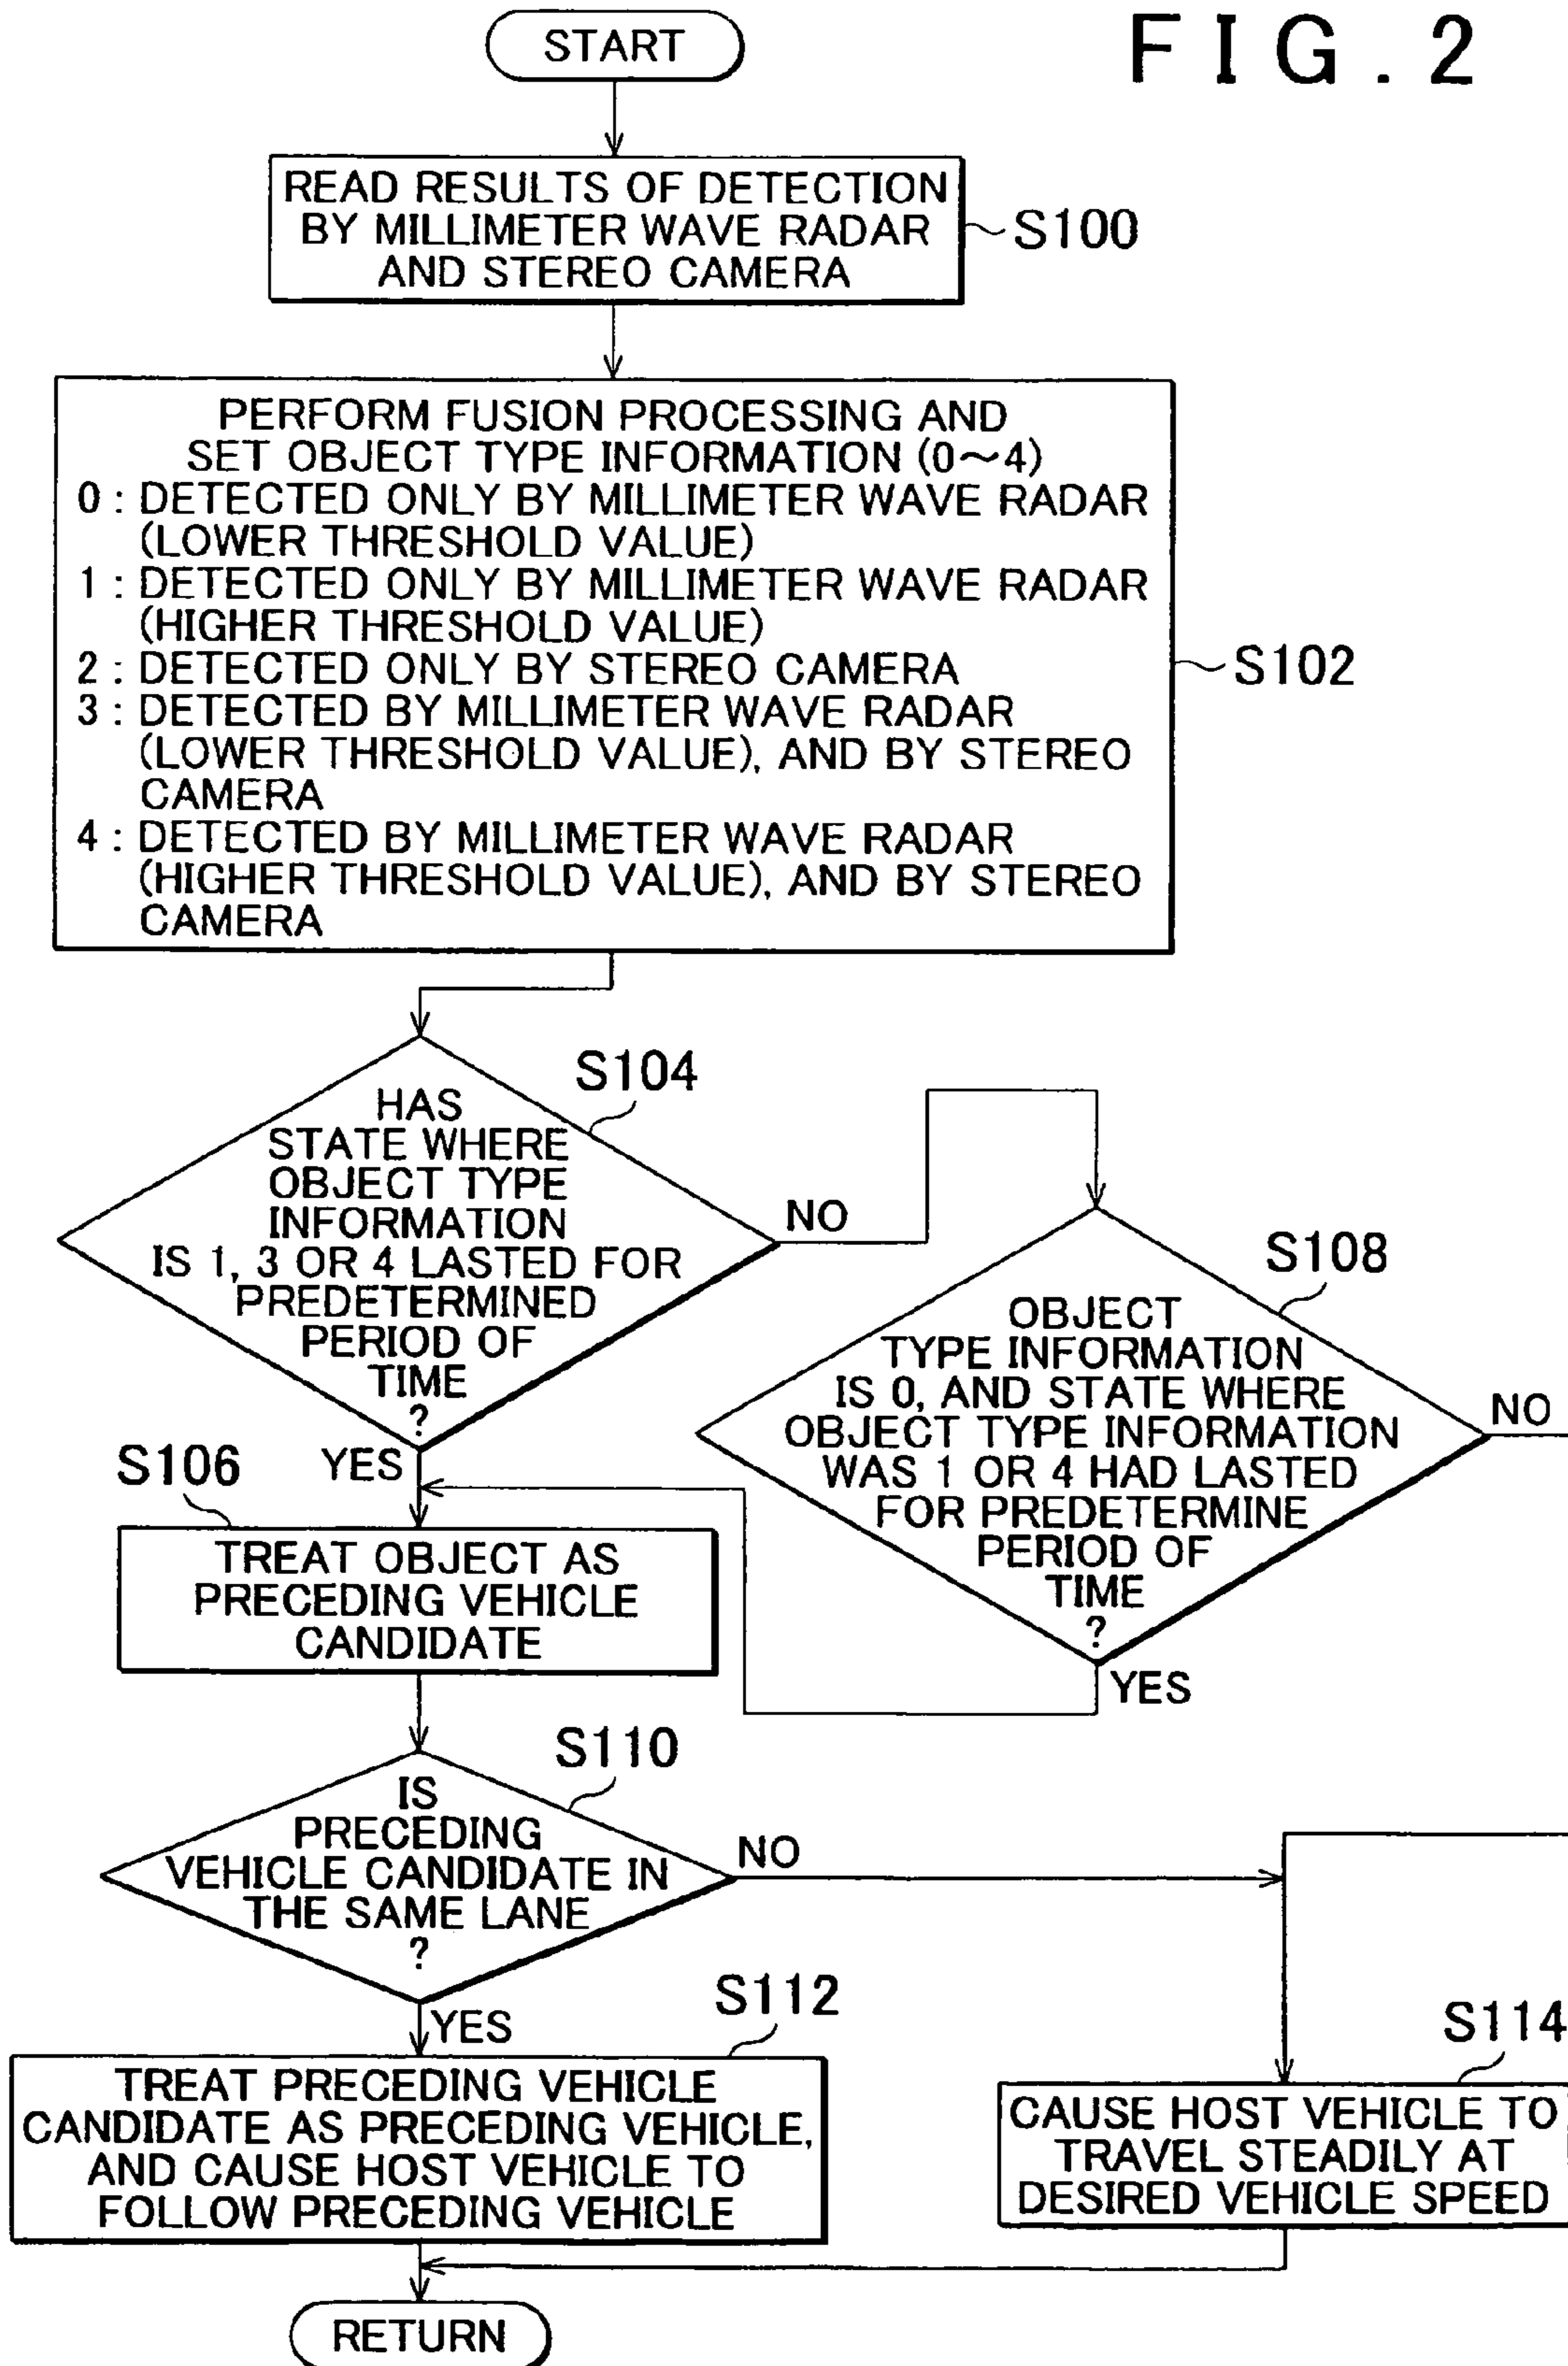 FIG. 2
START
READ RESULTS OF DETECTION
BY MILLIMETER WAVE RADAR
AND STEREO CAMERA
S100
PERFORM FUSION PROCESSING AND
SET OBJECT TYPE INFORMATION (0~4)
0 : DETECTED ONLY BY MILLIMETER WAVE RADAR
(LOWER THRESHOLD VALUE)
1 : DETECTED ONLY BY MILLIMETER WAVE RADAR
(HIGHER THRESHOLD VALUE)
2 : DETECTED ONLY BY STEREO CAMERA
3 : DETECTED BY MILLIMETER WAVE RADAR
(LOWER THRESHOLD VALUE), AND BY STEREO
CAMERA
4 : DETECTED BY MILLIMETER WAVE RADAR
(HIGHER THRESHOLD VALUE), AND BY STEREO
CAMERA
S102
S104
HAS
STATE WHERE
OBJECT TYPE
INFORMATION
IS 1, 3 OR 4 LASTED FOR
PREDETERMINED
PERIOD OF
TIME
?
NO
YES
S108
OBJECT
TYPE INFORMATION
IS 0, AND STATE WHERE
OBJECT TYPE INFORMATION
WAS 1 OR 4 HAD LASTED
FOR PREDETERMINE
PERIOD OF
TIME
?
NO
YES
S106
TREAT OBJECT AS
PRECEDING VEHICLE
CANDIDATE
S110
IS
PRECEDING
VEHICLE CANDIDATE IN
THE SAME LANE
?
NO
YES
S112
TREAT PRECEDING VEHICLE
CANDIDATE AS PRECEDING VEHICLE,
AND CAUSE HOST VEHICLE TO
FOLLOW PRECEDING VEHICLE
S114
CAUSE HOST VEHICLE TO
TRAVEL STEADILY AT
DESIRED VEHICLE SPEED
RETURN